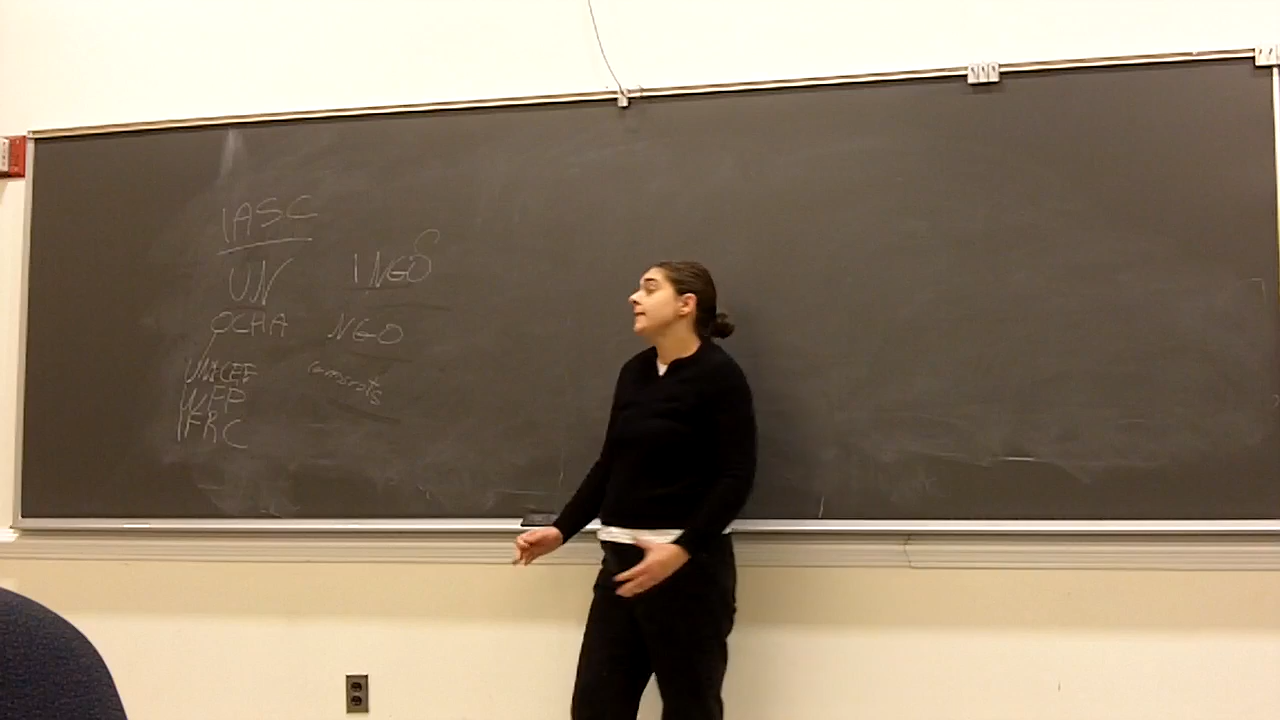 IASC
UN INGOS
OCHA NGO
UNICEF
WFP
IFRC